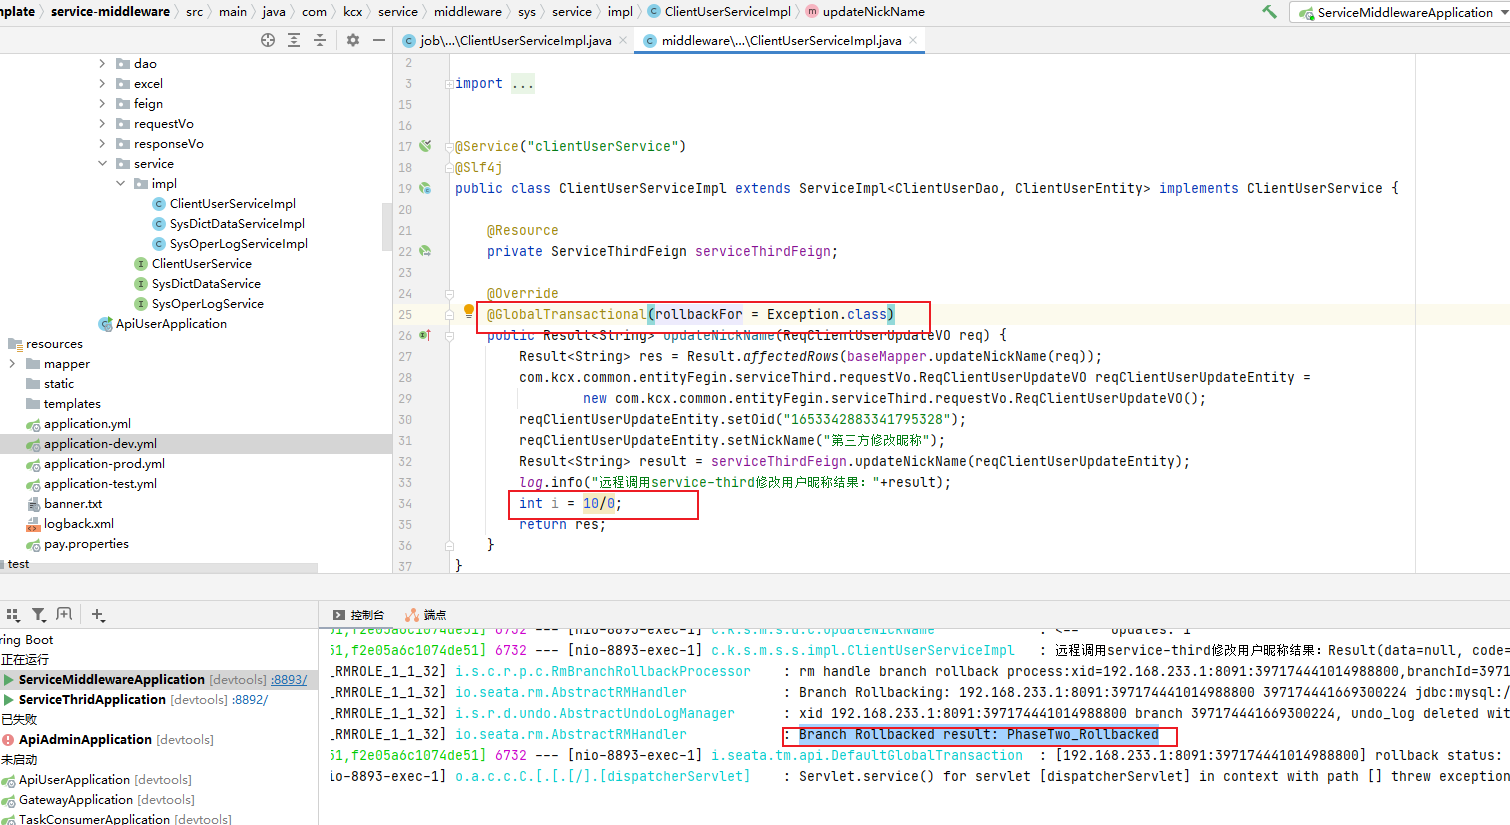 mplate service-middleware src main java com kcx service middleware sys service impl ClientUserServiceImpl updateNickName ServiceMiddlewareApplication
job\...\ClientUserServiceImpl.java middleware\...\ClientUserServiceImpl.java
dao
excel
feign
requestVo
responseVo
service
impl
ClientUserServiceImpl
SysDictDataServiceImpl
SysOperLogServiceImpl
ClientUserService
SysDictDataService
SysOperLogService
ApiUserApplication
resources
mapper
static
templates
application.yml
application-dev.yml
application-prod.yml
application-test.yml
banner.txt
logback.xml
pay.properties
test
2
3 import ...
15
16
17 @Service("clientUserService")
18 @Slf4j
19 public class ClientUserServiceImpl extends ServiceImpl<ClientUserDao, ClientUserEntity> implements ClientUserService {
20
21 @Resource
22 private ServiceThirdFeign serviceThirdFeign;
23
24 @Override
25 @GlobalTransactional(rollbackFor = Exception.class)
26 public Result<String> updateNickName(ReqClientUserUpdateVO req) {
27 Result<String> res = Result.affectedRows(baseMapper.updateNickName(req));
28 com.kcx.common.entityFegin.serviceThird.requestVo.ReqClientUserUpdateVO reqClientUserUpdateEntity =
29 new com.kcx.common.entityFegin.serviceThird.requestVo.ReqClientUserUpdateVO();
30 reqClientUserUpdateEntity.setOid("1653342883341795328");
31 reqClientUserUpdateEntity.setNickName("第三方修改昵称");
32 Result<String> result = serviceThirdFeign.updateNickName(reqClientUserUpdateEntity);
33 log.info("远程调用service-third修改用户昵称结果："+result);
34 int i = 10/0;
35 return res;
36 }
37 }
控制台 端点
ring Boot
正在运行
ServiceMiddlewareApplication [devtools] :8893/
ServiceThridApplication [devtools] :8892/
已失败
ApiAdminApplication [devtools]
未启动
ApiUserApplication [devtools]
GatewayApplication [devtools]
TaskConsumerApplication [devtools]
51,f2e05a6c1074de51] 6732 --- [nio-8893-exec-1] c.k.s.m.s.d.C.updateNickName : <== Updates: 1
51,f2e05a6c1074de51] 6732 --- [nio-8893-exec-1] c.k.s.m.s.s.impl.ClientUserServiceImpl : 远程调用service-third修改用户昵称结果：Result(data=null, code=
_RMROLE_1_1_32] i.s.c.r.p.c.RmBranchRollbackProcessor : rm handle branch rollback process:xid=192.168.233.1:8091:397174441014988800,branchId=3971
_RMROLE_1_1_32] io.seata.rm.AbstractRMHandler : Branch Rollbacking: 192.168.233.1:8091:397174441014988800 397174441669300224 jdbc:mysql:/
_RMROLE_1_1_32] i.s.r.d.undo.AbstractUndoLogManager : xid 192.168.233.1:8091:397174441014988800 branch 397174441669300224, undo_log deleted wit
_RMROLE_1_1_32] io.seata.rm.AbstractRMHandler : Branch Rollbacked result: PhaseTwo_Rollbacked
51,f2e05a6c1074de51] 6732 --- [nio-8893-exec-1] i.seata.tm.api.DefaultGlobalTransaction : [192.168.233.1:8091:397174441014988800] rollback status:
io-8893-exec-1] o.a.c.c.C.[.[.[/].[dispatcherServlet] : Servlet.service() for servlet [dispatcherServlet] in context with path [] threw exception